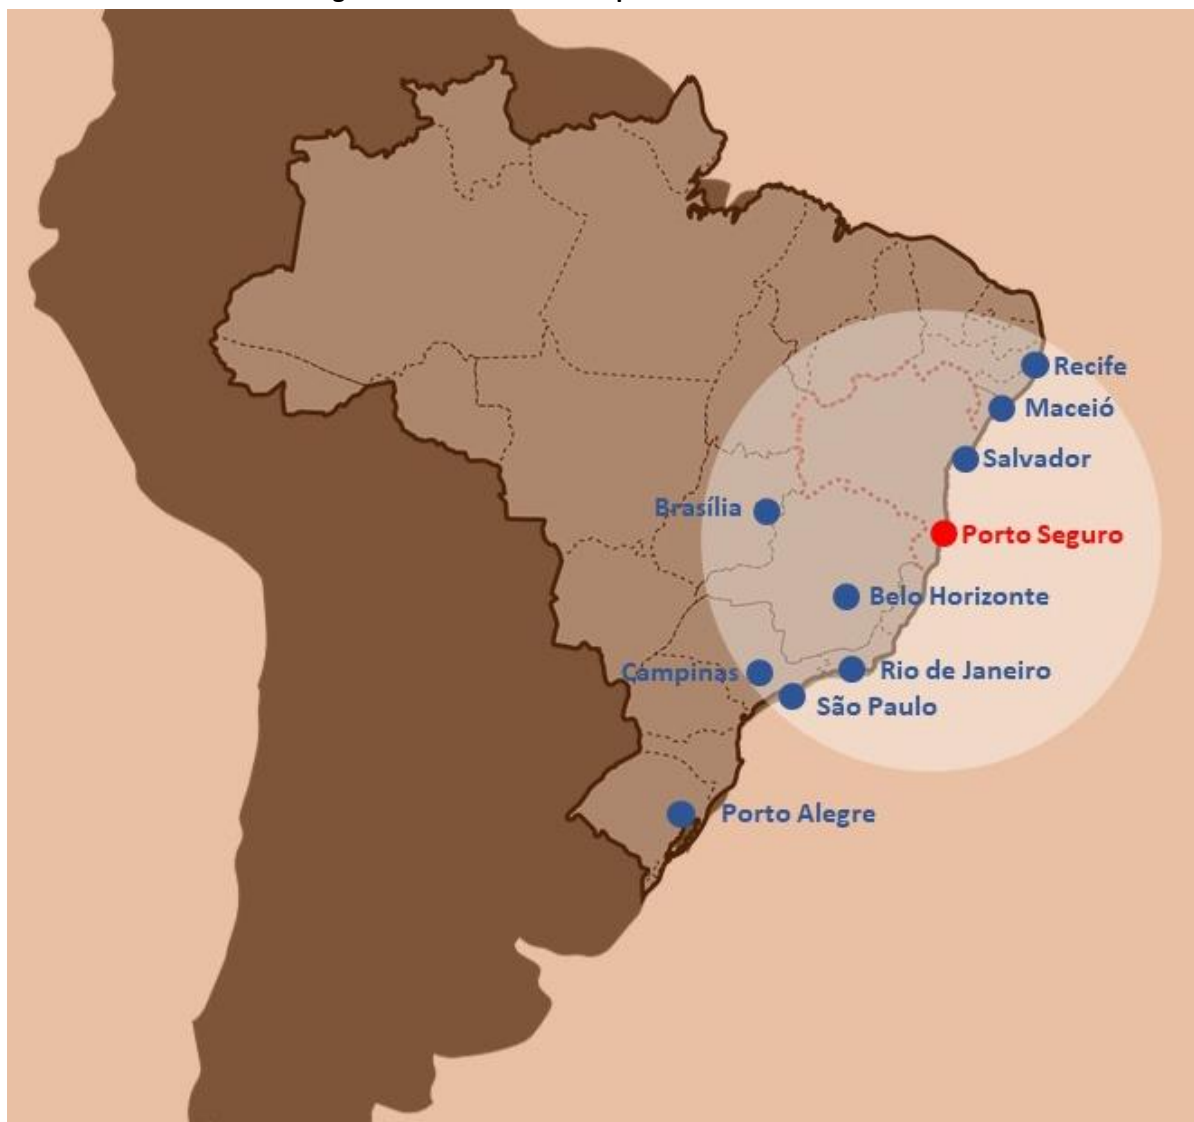 Recife
Maceió
Salvador
Brasília
Porto Seguro
Belo Horizonte
Campinas
Rio de Janeiro
São Paulo
Porto Alegre